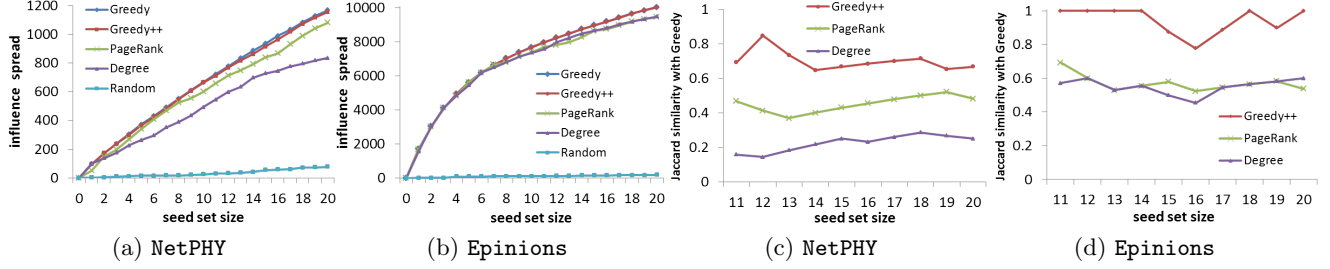 influence spread
1200
1000
800
600
400
200
0
Greedy
Greedy++
PageRank
Degree
Random
0 2 4 6 8 10 12 14 16 18 20
seed set size
(a) NetPHY
influence spread
10000
8000
6000
4000
2000
0
Greedy
Greedy++
PageRank
Degree
Random
0 2 4 6 8 10 12 14 16 18 20
seed set size
(b) Epinions
Jaccard similarity with Greedy
1
0.8
0.6
0.4
0.2
0
Greedy++
PageRank
Degree
11 12 13 14 15 16 17 18 19 20
seed set size
(c) NetPHY
Jaccard similarity with Greedy
1
0.8
0.6
0.4
0.2
0
Greedy++
PageRank
Degree
11 12 13 14 15 16 17 18 19 20
seed set size
(d) Epinions